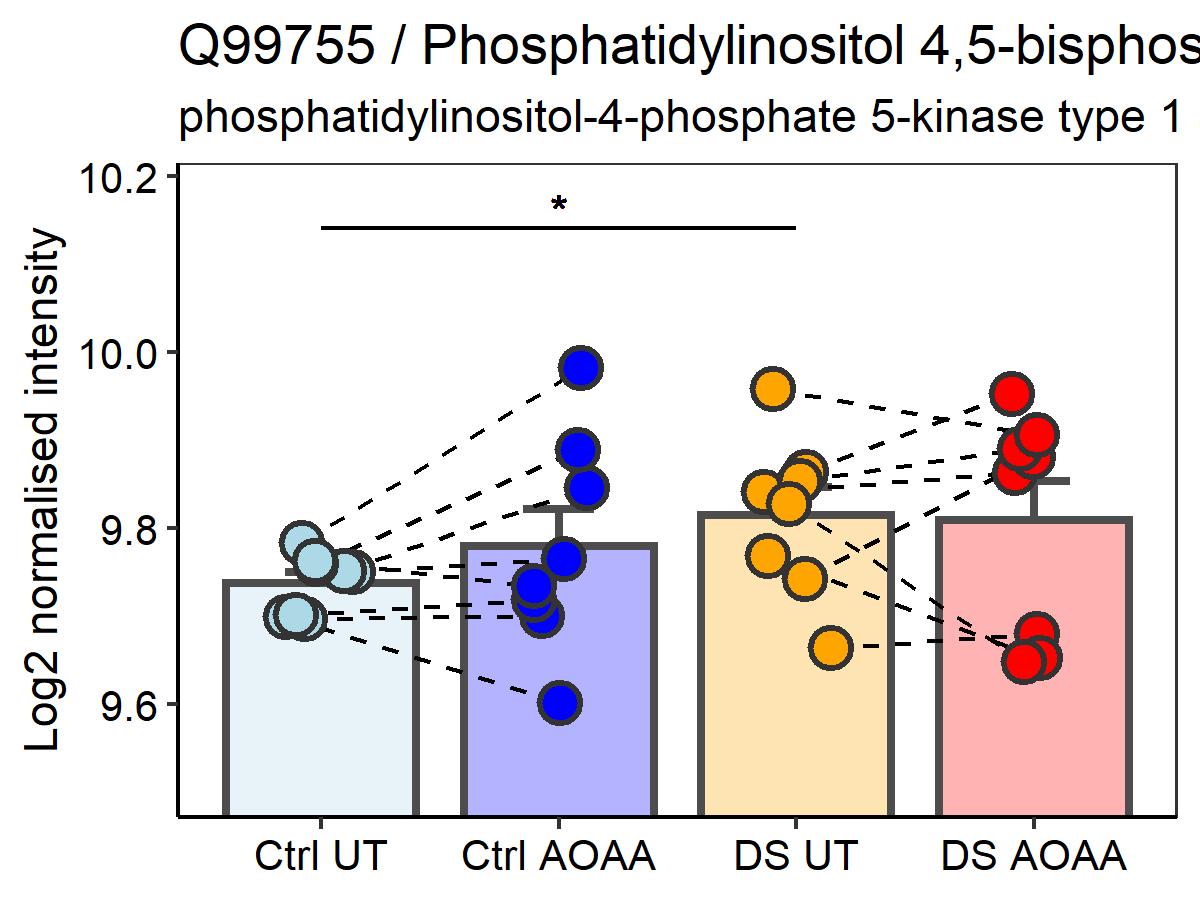 Q99755 / Phosphatidylinositol 4,5-bisphos
phosphatidylinositol-4-phosphate 5-kinase type 1
10.2
*
10.0
9.8
9.6
Log2 normalised intensity
Ctrl UT
Ctrl AOAA
DS UT
DS AOAA